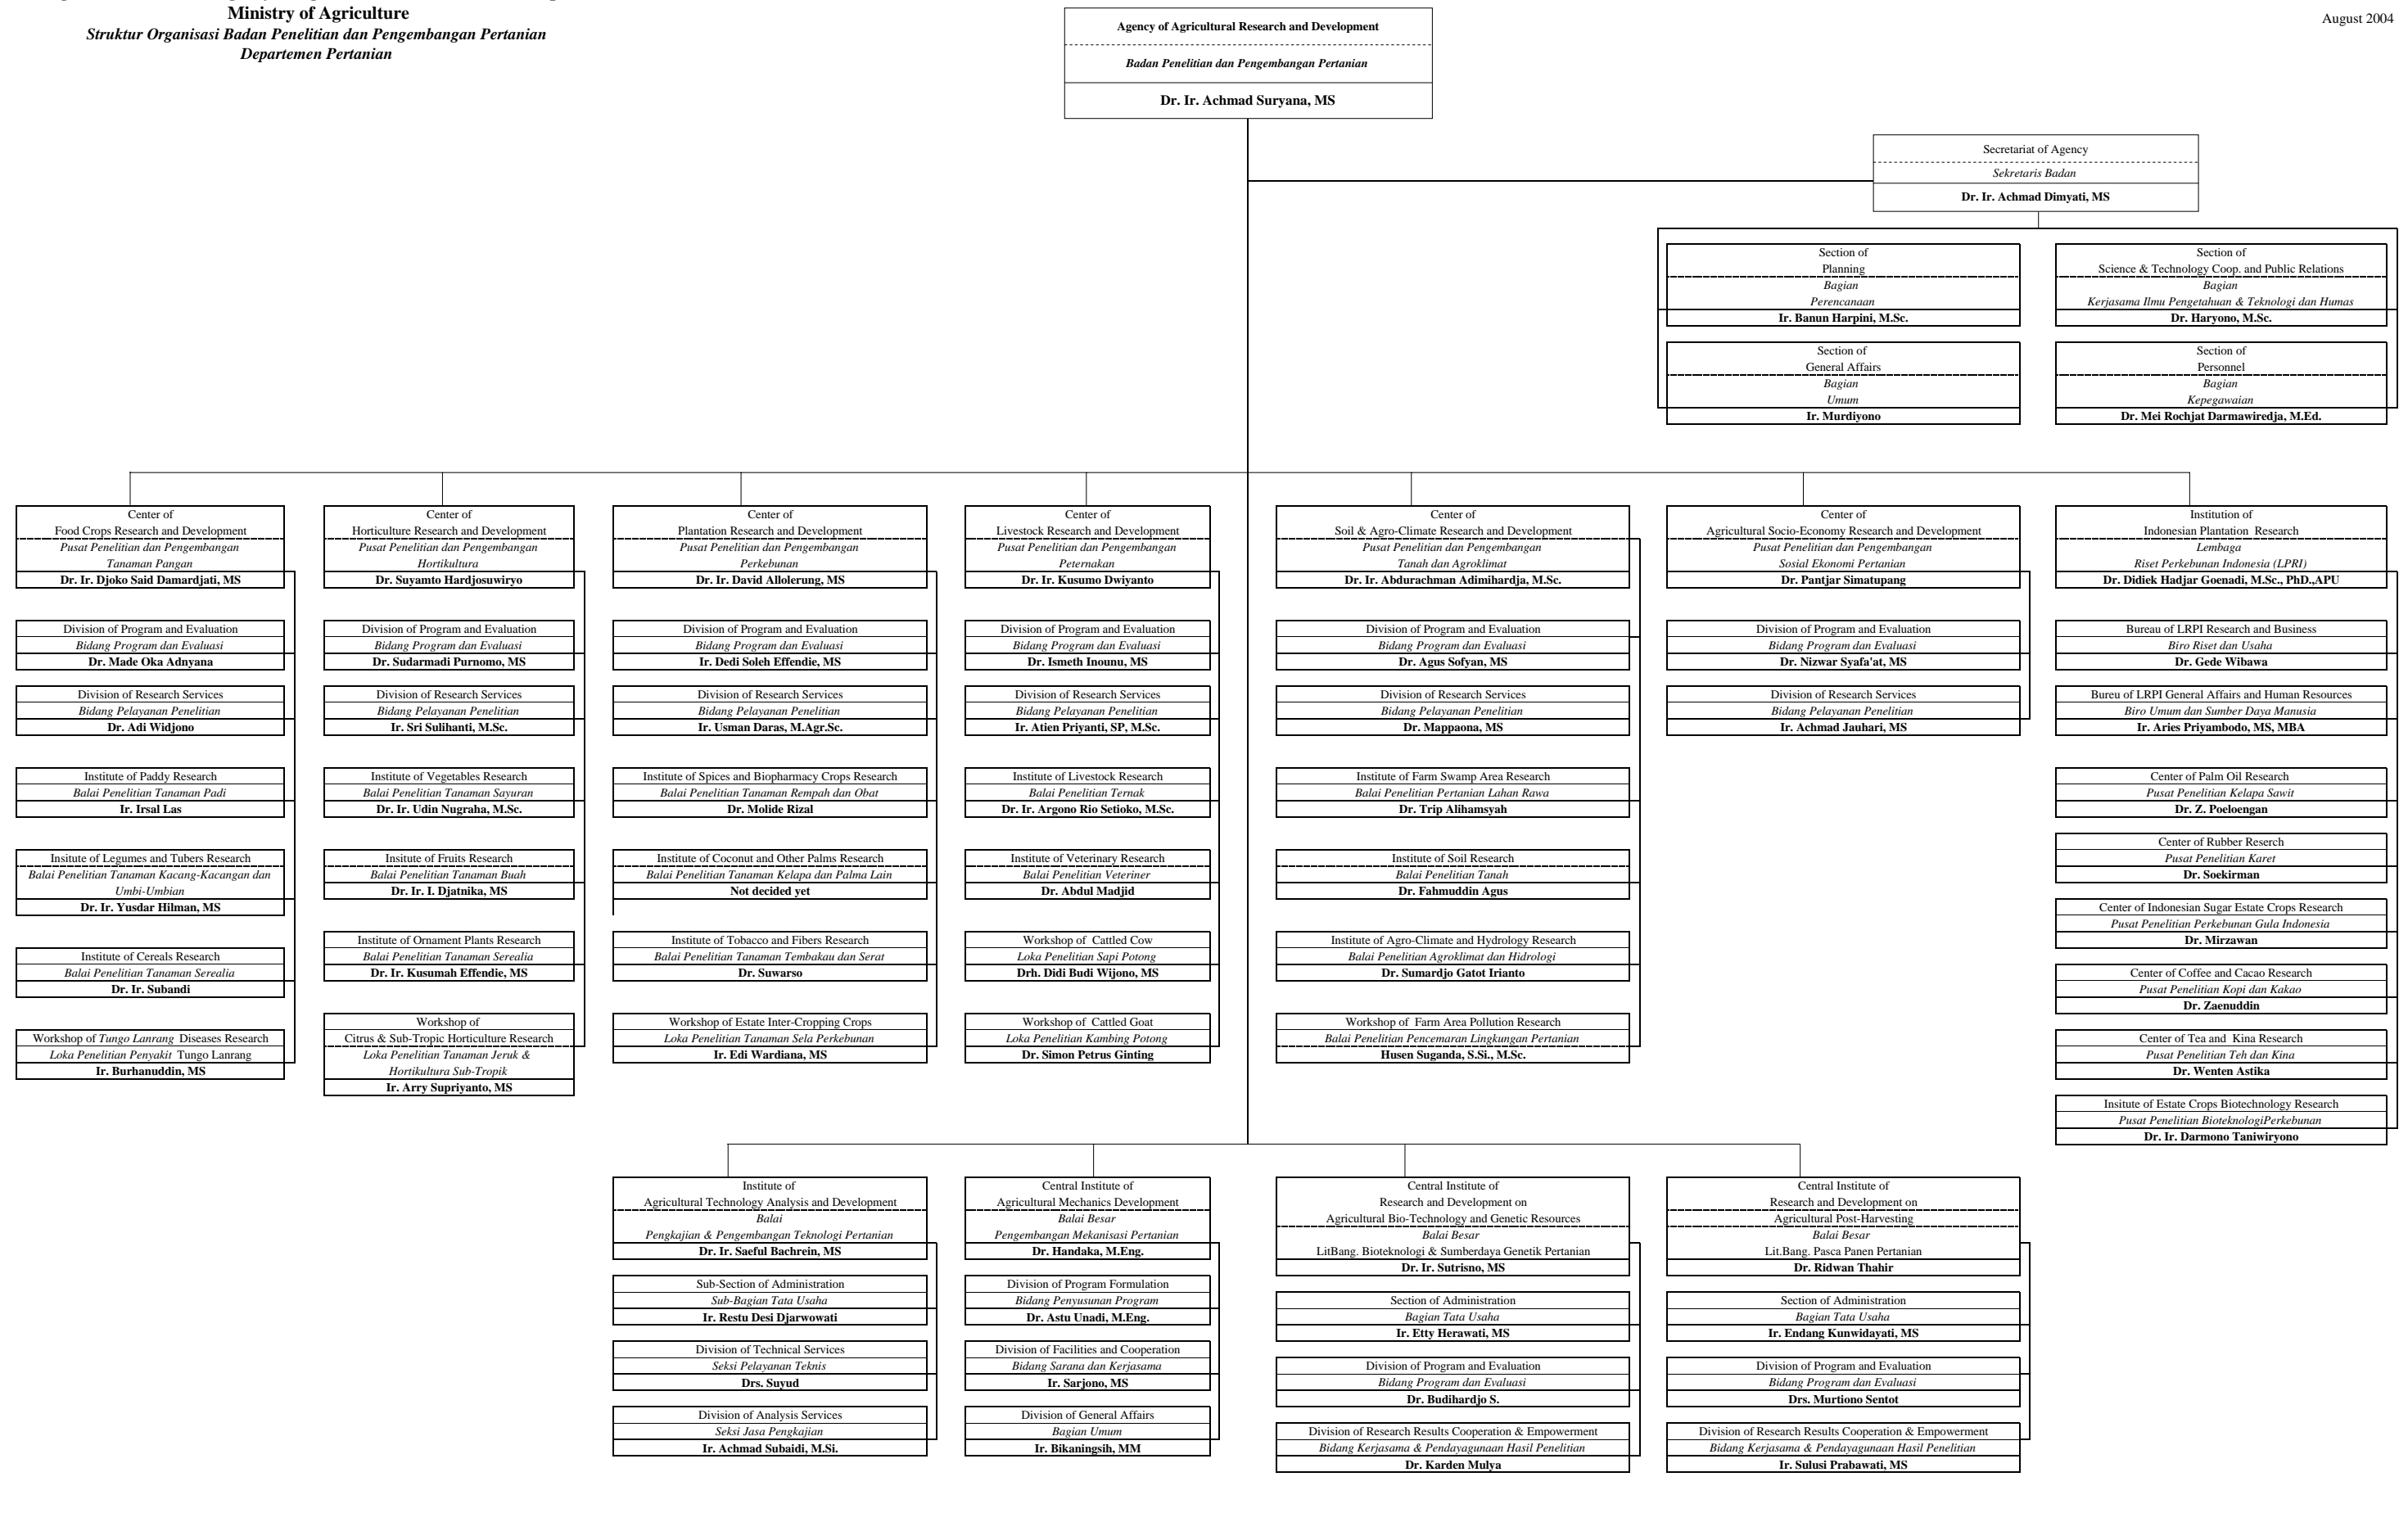 Ministry of Agriculture
Struktur Organisasi Badan Penelitian dan Pengembangan Pertanian
Departemen Pertanian
August 2004
Agency of Agricultural Research and Development
Badan Penelitian dan Pengembangan Pertanian
Dr. Ir. Achmad Suryana, MS
Secretariat of Agency
Sekretaris Badan
Dr. Ir. Achmad Dimyati, MS
Section of
Planning
Bagian
Perencanaan
Ir. Banun Harpini, M.Sc.
Section of
Science & Technology Coop. and Public Relations
Bagian
Kerjasama Ilmu Pengetahuan & Teknologi dan Humas
Dr. Haryono, M.Sc.
Section of
General Affairs
Bagian
Umum
Ir. Murdiyono
Section of
Personnel
Bagian
Kepegawaian
Dr. Mei Rochjat Darmawiredja, M.Ed.
Center of
Food Crops Research and Development
Pusat Penelitian dan Pengembangan
Tanaman Pangan
Dr. Ir. Djoko Said Damardjati, MS
Division of Program and Evaluation
Bidang Program dan Evaluasi
Dr. Made Oka Adnyana
Division of Research Services
Bidang Pelayanan Penelitian
Dr. Adi Widjono
Institute of Paddy Research
Balai Penelitian Tanaman Padi
Ir. Irsal Las
Insitute of Legumes and Tubers Research
Balai Penelitian Tanaman Kacang-Kacangan dan
Umbi-Umbian
Dr. Ir. Yusdar Hilman, MS
Institute of Cereals Research
Balai Penelitian Tanaman Serealia
Dr. Ir. Subandi
Workshop of Tungo Lanrang Diseases Research
Loka Penelitian Penyakit Tungo Lanrang
Ir. Burhanuddin, MS
Center of
Horticulture Research and Development
Pusat Penelitian dan Pengembangan
Hortikultura
Dr. Suyamto Hardjosuwiryo
Division of Program and Evaluation
Bidang Program dan Evaluasi
Dr. Sudarmadi Purnomo, MS
Division of Research Services
Bidang Pelayanan Penelitian
Ir. Sri Sulihanti, M.Sc.
Institute of Vegetables Research
Balai Penelitian Tanaman Sayuran
Dr. Ir. Udin Nugraha, M.Sc.
Insitute of Fruits Research
Balai Penelitian Tanaman Buah
Dr. Ir. I. Djatnika, MS
Institute of Ornament Plants Research
Balai Penelitian Tanaman Serealia
Dr. Ir. Kusumah Effendie, MS
Workshop of
Citrus & Sub-Tropic Horticulture Research
Loka Penelitian Tanaman Jeruk &
Hortikultura Sub-Tropik
Ir. Arry Supriyanto, MS
Center of
Plantation Research and Development
Pusat Penelitian dan Pengembangan
Perkebunan
Dr. Ir. David Allolerung, MS
Division of Program and Evaluation
Bidang Program dan Evaluasi
Ir. Dedi Soleh Effendie, MS
Division of Research Services
Bidang Pelayanan Penelitian
Ir. Usman Daras, M.Agr.Sc.
Institute of Spices and Biopharmacy Crops Research
Balai Penelitian Tanaman Rempah dan Obat
Dr. Molide Rizal
Institute of Coconut and Other Palms Research
Balai Penelitian Tanaman Kelapa dan Palma Lain
Not decided yet
Institute of Tobacco and Fibers Research
Balai Penelitian Tanaman Tembakau dan Serat
Dr. Suwarso
Workshop of Estate Inter-Cropping Crops
Loka Penelitian Tanaman Sela Perkebunan
Ir. Edi Wardiana, MS
Center of
Livestock Research and Development
Pusat Penelitian dan Pengembangan
Peternakan
Dr. Ir. Kusumo Dwiyanto
Division of Program and Evaluation
Bidang Program dan Evaluasi
Dr. Ismeth Inounu, MS
Division of Research Services
Bidang Pelayanan Penelitian
Ir. Atien Priyanti, SP, M.Sc.
Institute of Livestock Research
Balai Penelitian Ternak
Dr. Ir. Argono Rio Setioko, M.Sc.
Institute of Veterinary Research
Balai Penelitian Veteriner
Dr. Abdul Madjid
Workshop of Cattled Cow
Loka Penelitian Sapi Potong
Drh. Didi Budi Wijono, MS
Workshop of Cattled Goat
Loka Penelitian Kambing Potong
Dr. Simon Petrus Ginting
Center of
Soil & Agro-Climate Research and Development
Pusat Penelitian dan Pengembangan
Tanah dan Agroklimat
Dr. Ir. Abdurachman Adimihardja, M.Sc.
Division of Program and Evaluation
Bidang Program dan Evaluasi
Dr. Agus Sofyan, MS
Division of Research Services
Bidang Pelayanan Penelitian
Dr. Mappaona, MS
Institute of Farm Swamp Area Research
Balai Penelitian Pertanian Lahan Rawa
Dr. Trip Alihamsyah
Institute of Soil Research
Balai Penelitian Tanah
Dr. Fahmuddin Agus
Institute of Agro-Climate and Hydrology Research
Balai Penelitian Agroklimat dan Hidrologi
Dr. Sumardjo Gatot Irianto
Workshop of Farm Area Pollution Research
Balai Penelitian Pencemaran Lingkungan Pertanian
Husen Suganda, S.Si., M.Sc.
Center of
Agricultural Socio-Economy Research and Development
Pusat Penelitian dan Pengembangan
Sosial Ekonomi Pertanian
Dr. Pantjar Simatupang
Division of Program and Evaluation
Bidang Program dan Evaluasi
Dr. Nizwar Syafa'at, MS
Division of Research Services
Bidang Pelayanan Penelitian
Ir. Achmad Jauhari, MS
Institution of
Indonesian Plantation Research
Lembaga
Riset Perkebunan Indonesia (LPRI)
Dr. Didiek Hadjar Goenadi, M.Sc., PhD.,APU
Bureau of LRPI Research and Business
Biro Riset dan Usaha
Dr. Gede Wibawa
Bureu of LRPI General Affairs and Human Resources
Biro Umum dan Sumber Daya Manusia
Ir. Aries Priyambodo, MS, MBA
Center of Palm Oil Research
Pusat Penelitian Kelapa Sawit
Dr. Z. Poeloengan
Center of Rubber Reserch
Pusat Penelitian Karet
Dr. Soekirman
Center of Indonesian Sugar Estate Crops Research
Pusat Penelitian Perkebunan Gula Indonesia
Dr. Mirzawan
Center of Coffee and Cacao Research
Pusat Penelitian Kopi dan Kakao
Dr. Zaenuddin
Center of Tea and Kina Research
Pusat Penelitian Teh dan Kina
Dr. Wenten Astika
Insitute of Estate Crops Biotechnology Research
Pusat Penelitian BioteknologiPerkebunan
Dr. Ir. Darmono Taniwiryono
Institute of
Agricultural Technology Analysis and Development
Balai
Pengkajian & Pengembangan Teknologi Pertanian
Dr. Ir. Saeful Bachrein, MS
Sub-Section of Administration
Sub-Bagian Tata Usaha
Ir. Restu Desi Djarwowati
Division of Technical Services
Seksi Pelayanan Teknis
Drs. Suyud
Division of Analysis Services
Seksi Jasa Pengkajian
Ir. Achmad Subaidi, M.Si.
Central Institute of
Agricultural Mechanics Development
Balai Besar
Pengembangan Mekanisasi Pertanian
Dr. Handaka, M.Eng.
Division of Program Formulation
Bidang Penyusunan Program
Dr. Astu Unadi, M.Eng.
Division of Facilities and Cooperation
Bidang Sarana dan Kerjasama
Ir. Sarjono, MS
Division of General Affairs
Bagian Umum
Ir. Bikaningsih, MM
Central Institute of
Research and Development on
Agricultural Bio-Technology and Genetic Resources
Balai Besar
LitBang. Bioteknologi & Sumberdaya Genetik Pertanian
Dr. Ir. Sutrisno, MS
Section of Administration
Bagian Tata Usaha
Ir. Etty Herawati, MS
Division of Program and Evaluation
Bidang Program dan Evaluasi
Dr. Budihardjo S.
Division of Research Results Cooperation & Empowerment
Bidang Kerjasama & Pendayagunaan Hasil Penelitian
Dr. Karden Mulya
Central Institute of
Research and Development on
Agricultural Post-Harvesting
Balai Besar
Lit.Bang. Pasca Panen Pertanian
Dr. Ridwan Thahir
Section of Administration
Bagian Tata Usaha
Ir. Endang Kunwidayati, MS
Division of Program and Evaluation
Bidang Program dan Evaluasi
Drs. Murtiono Sentot
Division of Research Results Cooperation & Empowerment
Bidang Kerjasama & Pendayagunaan Hasil Penelitian
Ir. Sulusi Prabawati, MS